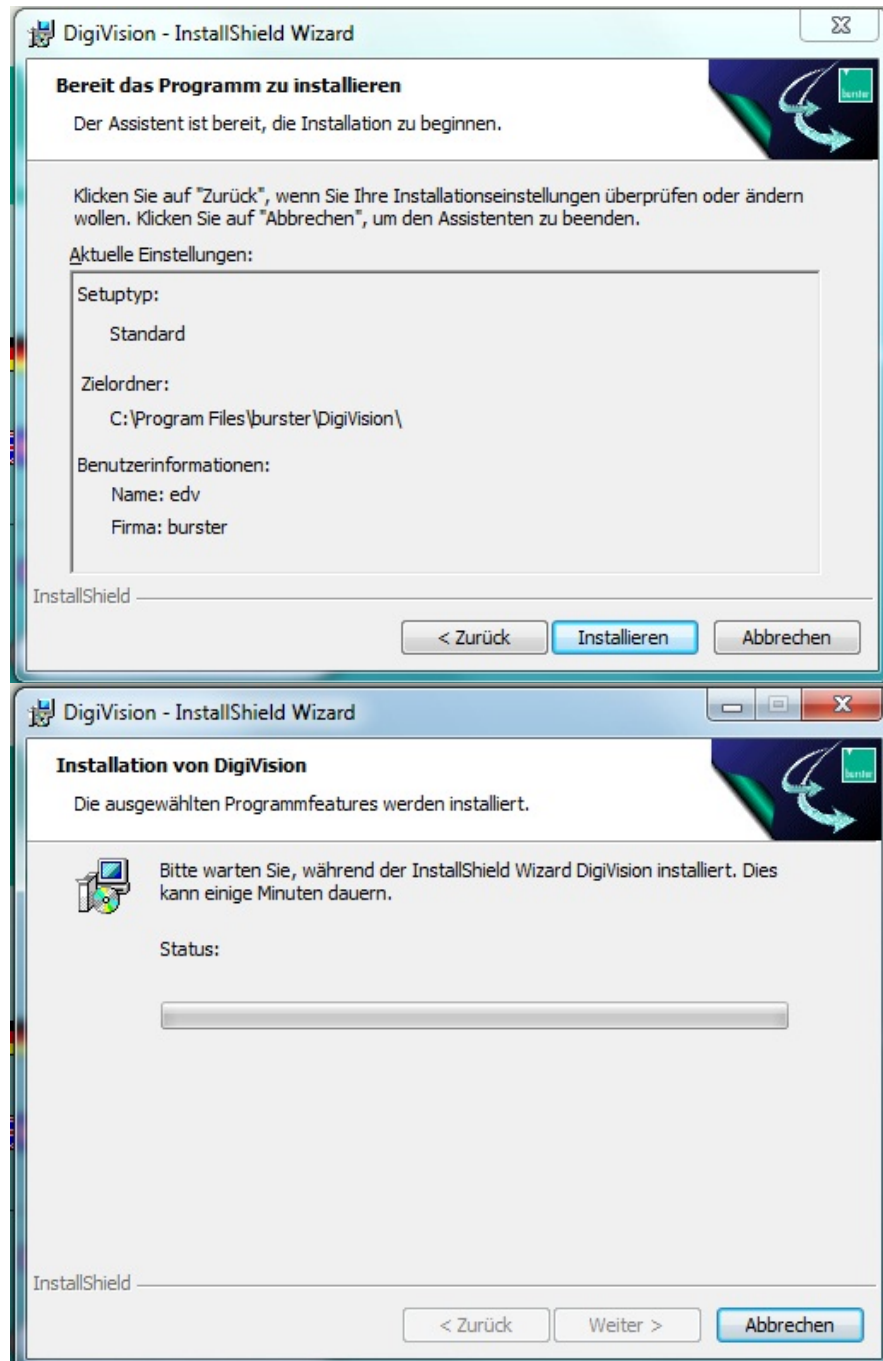 DigiVision - InstallShield Wizard
Bereit das Programm zu installieren
Der Assistent ist bereit, die Installation zu beginnen.
burster
Klicken Sie auf "Zurück", wenn Sie Ihre Installationseinstellungen überprüfen oder ändern
wollen. Klicken Sie auf "Abbrechen", um den Assistenten zu beenden.
Aktuelle Einstellungen:
Setuptyp:
Standard
Zielordner:
C:\Program Files\burster\DigiVision\
Benutzerinformationen:
Name: edv
Firma: burster
InstallShield
< Zurück Installieren Abbrechen
DigiVision - InstallShield Wizard
Installation von DigiVision
Die ausgewählten Programmfeatures werden installiert.
burster
Bitte warten Sie, während der InstallShield Wizard DigiVision installiert. Dies
kann einige Minuten dauern.
Status:
InstallShield
< Zurück Weiter > Abbrechen